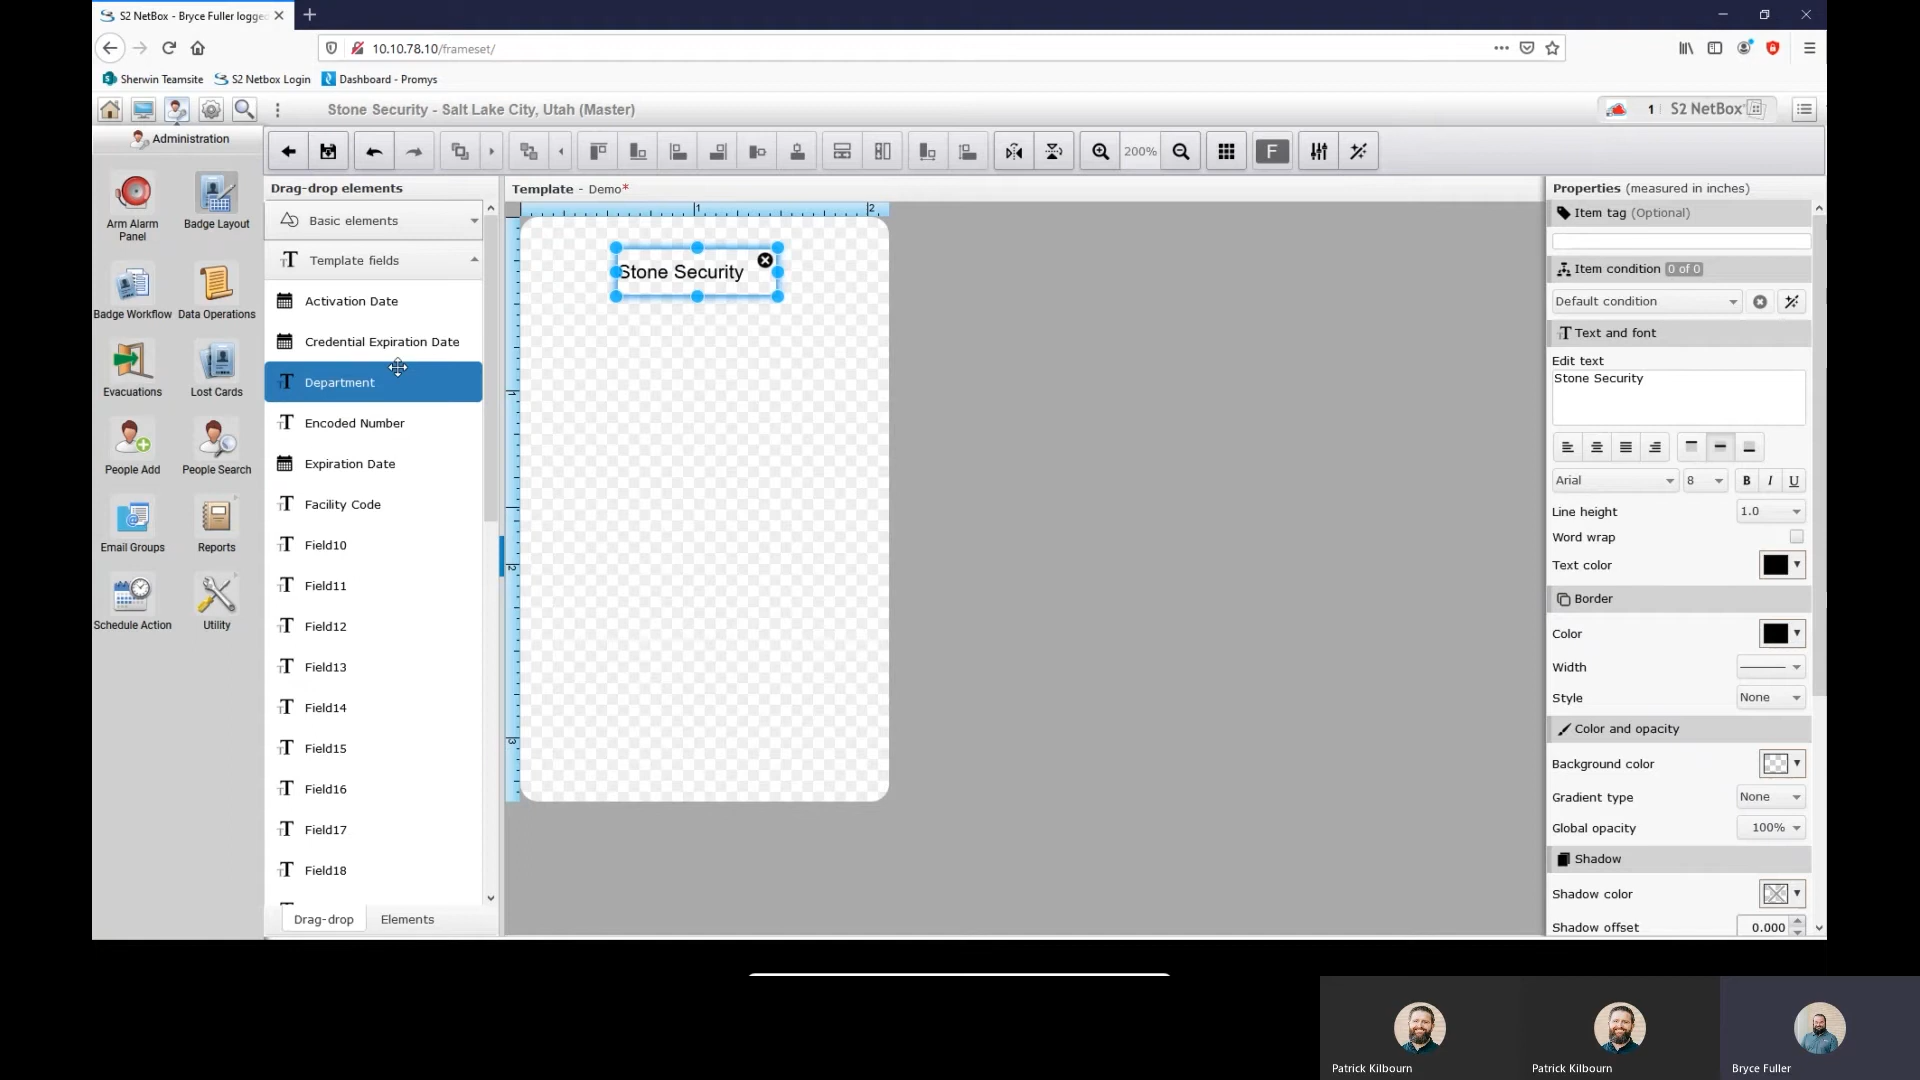 S2 NetBox - Bryce Fuller logge
10.10.78.10/frameset/
Sherwin Teamsite
S2 Netbox Login
Dashboard - Promys
Stone Security - Salt Lake City, Utah (Master)
1
S2 NetBox
Administration
200%
F
Arm Alarm Panel
Badge Layout
Badge Workflow
Data Operations
Evacuations
Lost Cards
People Add
People Search
Email Groups
Reports
Schedule Action
Utility
Drag-drop elements
Basic elements
Template fields
Activation Date
Credential Expiration Date
Department
Encoded Number
Expiration Date
Facility Code
Field10
Field11
Field12
Field13
Field14
Field15
Field16
Field17
Field18
Drag-drop
Elements
Template - Demo*
1
2
1
2
3
Stone Security
Properties (measured in inches)
Item tag (Optional)
Item condition 0 of 0
Default condition
Text and font
Edit text
Stone Security
Arial
8
B
I
U
Line height
1.0
Word wrap
Text color
Border
Color
Width
Style
None
Color and opacity
Background color
Gradient type
None
Global opacity
100%
Shadow
Shadow color
Shadow offset
0.000
Patrick Kilbourn
Patrick Kilbourn
Bryce Fuller